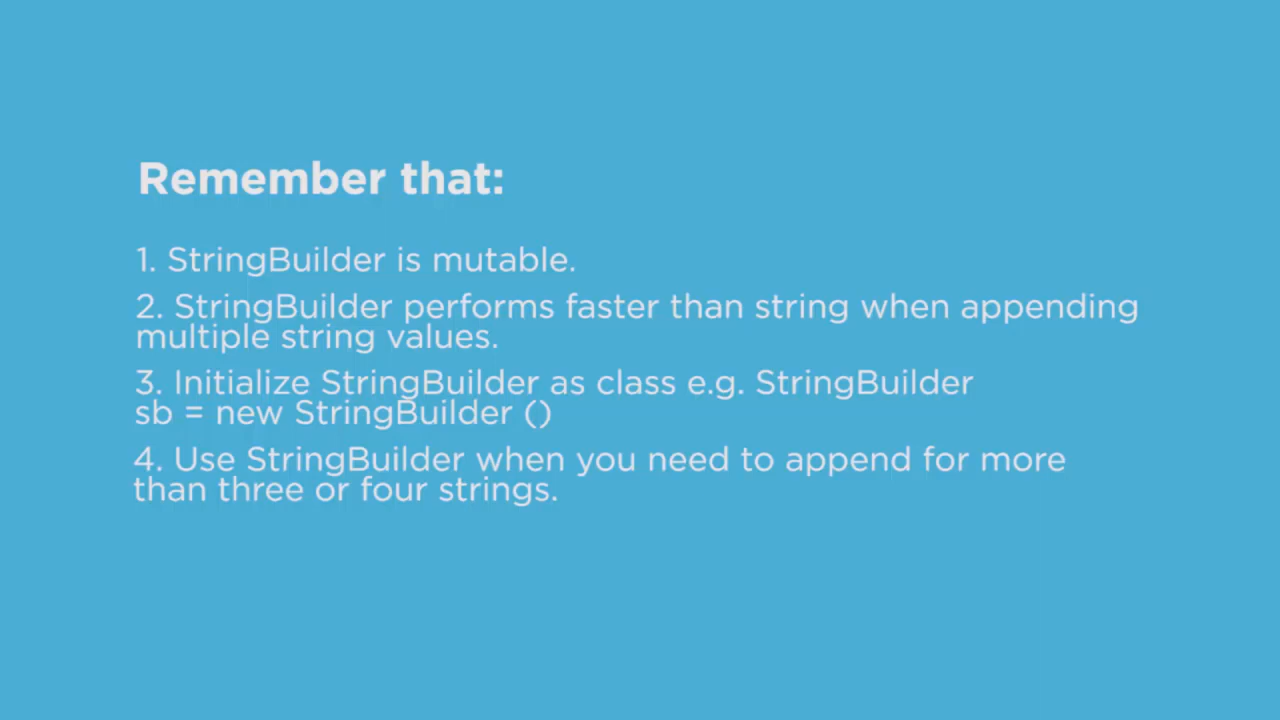 Remember that:
1. StringBuilder is mutable.
2. StringBuilder performs faster than string when appending
multiple string values.
3. Initialize StringBuilder as class e.g. StringBuilder
sb = new StringBuilder ()
4. Use StringBuilder when you need to append for more
than three or four strings.